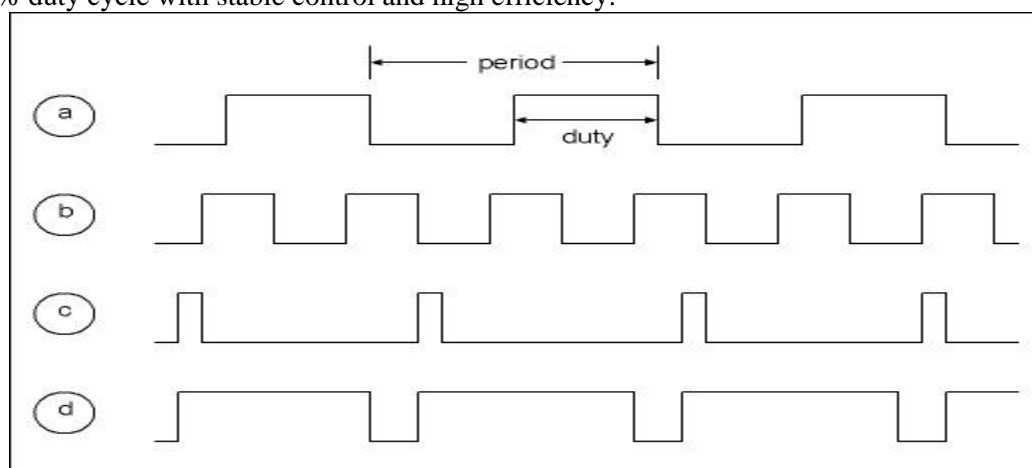 % duty cycle with stable control and high efficiency.
period
a
duty
b
c
d